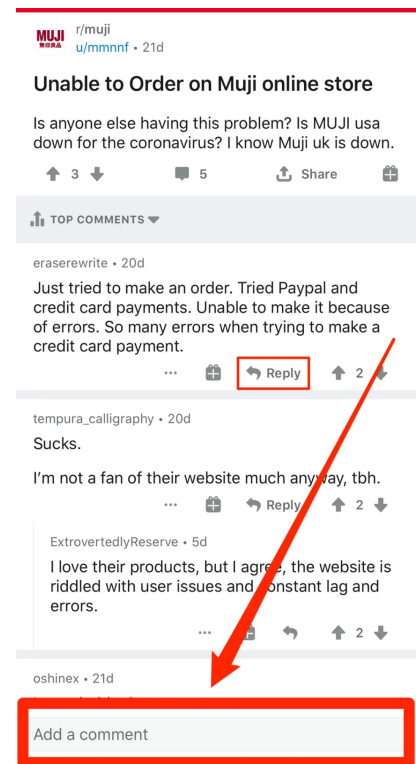 MUJI
無印良品
r/muji
u/mmnnf • 21d
Unable to Order on Muji online store
Is anyone else having this problem? Is MUJI usa
down for the coronavirus? I know Muji uk is down.
3
5
Share
TOP COMMENTS
eraserewrite • 20d
Just tried to make an order. Tried Paypal and
credit card payments. Unable to make it because
of errors. So many errors when trying to make a
credit card payment.
... Reply 2
tempura_calligraphy • 20d
Sucks.
I'm not a fan of their website much anyway, tbh.
... Reply 2
ExtrovertedlyReserve • 5d
I love their products, but I agree, the website is
riddled with user issues and constant lag and
errors.
... 2
oshinex • 21d
Add a comment